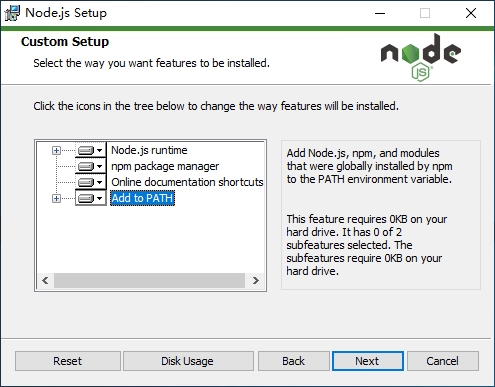 Node.js Setup
Custom Setup
Select the way you want features to be installed.
node
JS
Click the icons in the tree below to change the way features will be installed.
Node.js runtime
npm package manager
Online documentation shortcuts
Add to PATH
Add Node.js, npm, and modules
that were globally installed by npm
to the PATH environment variable.
This feature requires 0KB on your
hard drive. It has 0 of 2
subfeatures selected. The
subfeatures require 0KB on your
hard drive.
Reset
Disk Usage
Back
Next
Cancel